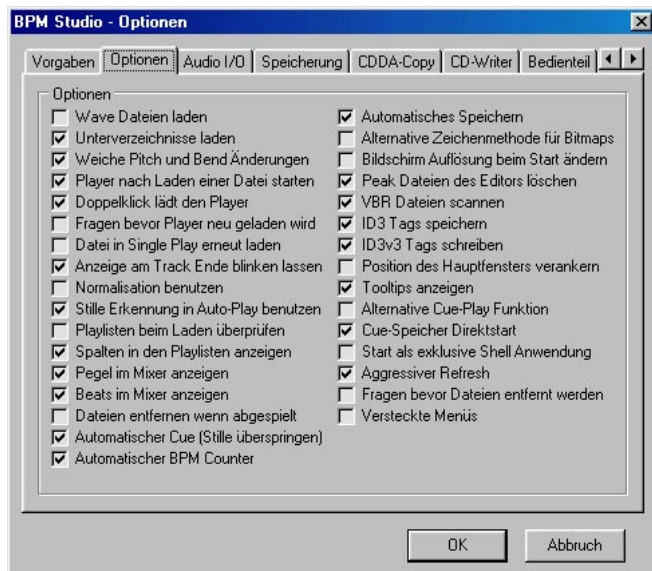 BPM Studio - Optionen
Vorgaben Optionen Audio I/O Speicherung CDDA-Copy CD-Writer Bedienteil
Optionen
Wave Dateien laden
Unterverzeichnisse laden
Weiche Pitch und Bend Änderungen
Player nach Laden einer Datei starten
Doppelklick lädt den Player
Fragen bevor Player neu geladen wird
Datei in Single Play erneut laden
Anzeige am Track Ende blinken lassen
Normalisation benutzen
Stille Erkennung in Auto-Play benutzen
Playlisten beim Laden überprüfen
Spalten in den Playlisten anzeigen
Pegel im Mixer anzeigen
Beats im Mixer anzeigen
Dateien entfernen wenn abgespielt
Automatischer Cue (Stille überspringen)
Automatischer BPM Counter
Automatisches Speichern
Alternative Zeichenmethode für Bitmaps
Bildschirm Auflösung beim Start ändern
Peak Dateien des Editors löschen
VBR Dateien scannen
ID3 Tags speichern
ID3v3 Tags schreiben
Position des Hauptfensters verankern
Tooltips anzeigen
Alternative Cue-Play Funktion
Cue-Speicher Direktstart
Start als exklusive Shell Anwendung
Aggressiver Refresh
Fragen bevor Dateien entfernt werden
Versteckte Menüs
OK Abbruch